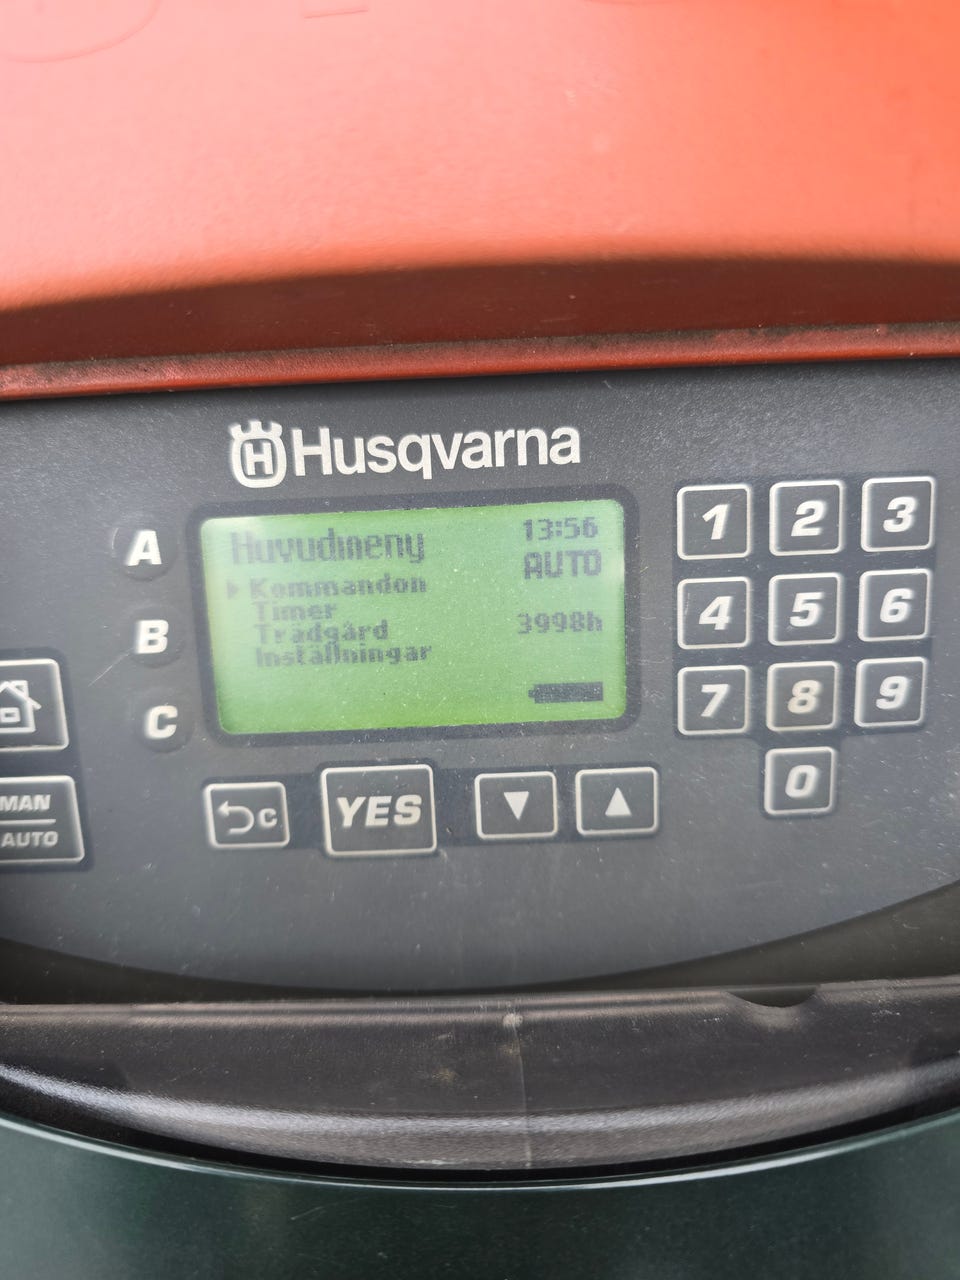 Husqvarna
Huvudmeny 13:56
AUTO
Kommandon
Timer
Trädgård 3998h
Inställningar
A
B
C
MAN
AUTO
C
YES
1 2 3
4 5 6
7 8 9
0